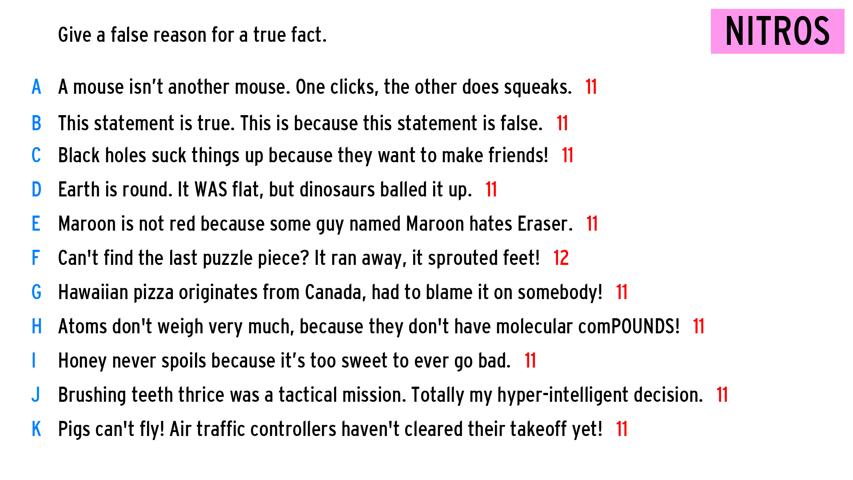 Give a false reason for a true fact.
NITROS
A A mouse isn’t another mouse. One clicks, the other does squeaks. 11
B This statement is true. This is because this statement is false. 11
C Black holes suck things up because they want to make friends! 11
D Earth is round. It WAS flat, but dinosaurs balled it up. 11
E Maroon is not red because some guy named Maroon hates Eraser. 11
F Can't find the last puzzle piece? It ran away, it sprouted feet! 12
G Hawaiian pizza originates from Canada, had to blame it on somebody! 11
H Atoms don't weigh very much, because they don't have molecular comPOUNDS! 11
I Honey never spoils because it’s too sweet to ever go bad. 11
J Brushing teeth thrice was a tactical mission. Totally my hyper-intelligent decision. 11
K Pigs can't fly! Air traffic controllers haven't cleared their takeoff yet! 11